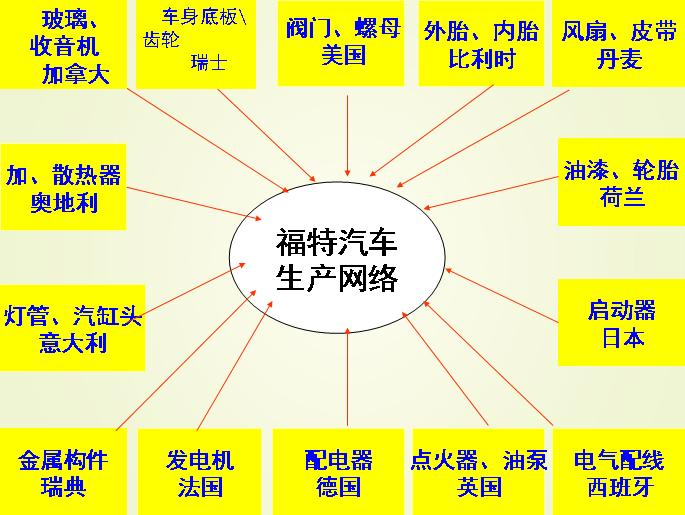 玻璃、
收音机
加拿大
车身底板\
齿轮
瑞士
阀门、螺母
美国
外胎、内胎
比利时
风扇、皮带
丹麦
加、散热器
奥地利
油漆、轮胎
荷兰
福特汽车
生产网络
灯管、汽缸头
意大利
启动器
日本
金属构件
瑞典
发电机
法国
配电器
德国
点火器、油泵
英国
电气配线
西班牙